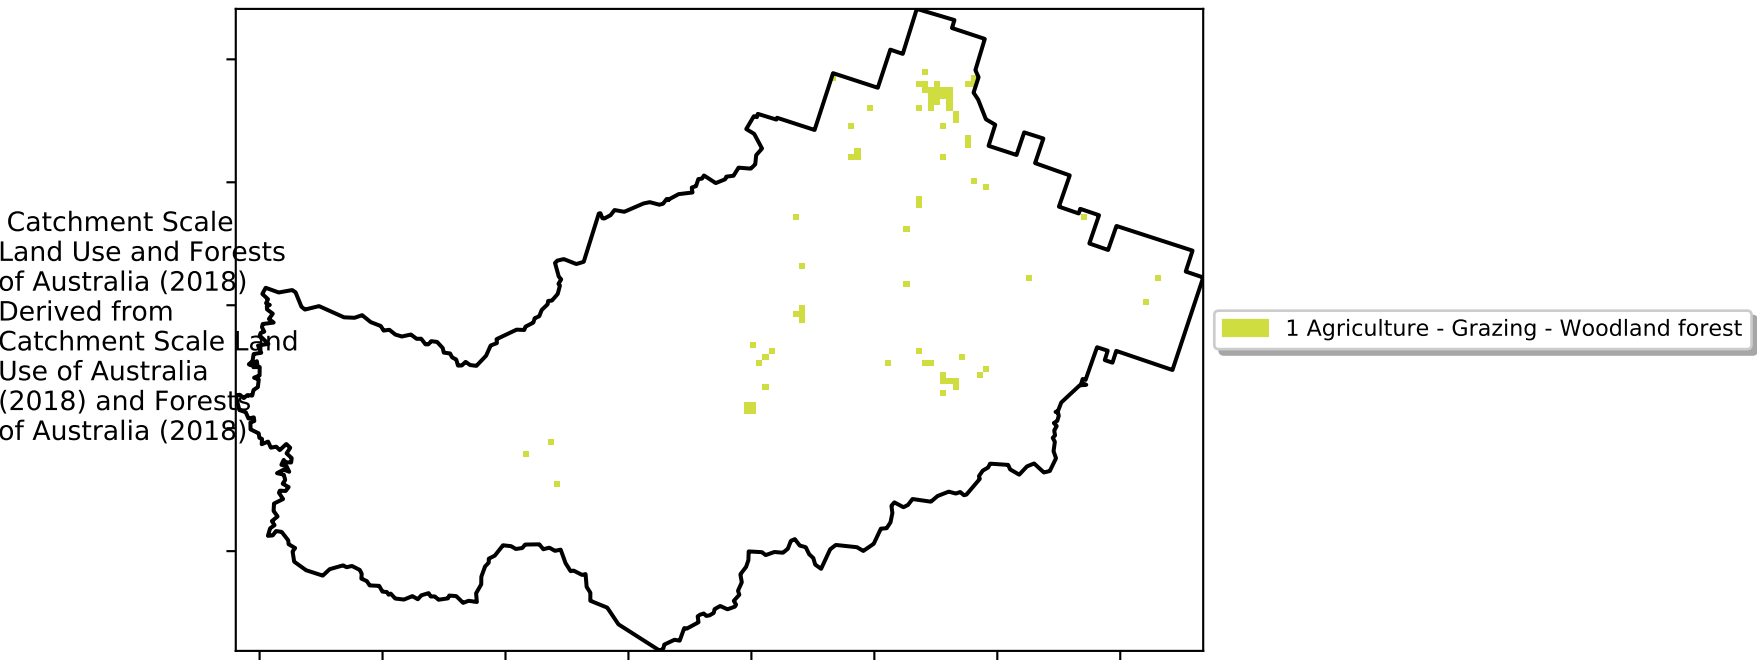 Catchment Scale
Land Use and Forests
of Australia (2018)
Derived from
Catchment Scale Land
Use of Australia
(2018) and Forests
of Australia (2018)
1 Agriculture - Grazing - Woodland forest